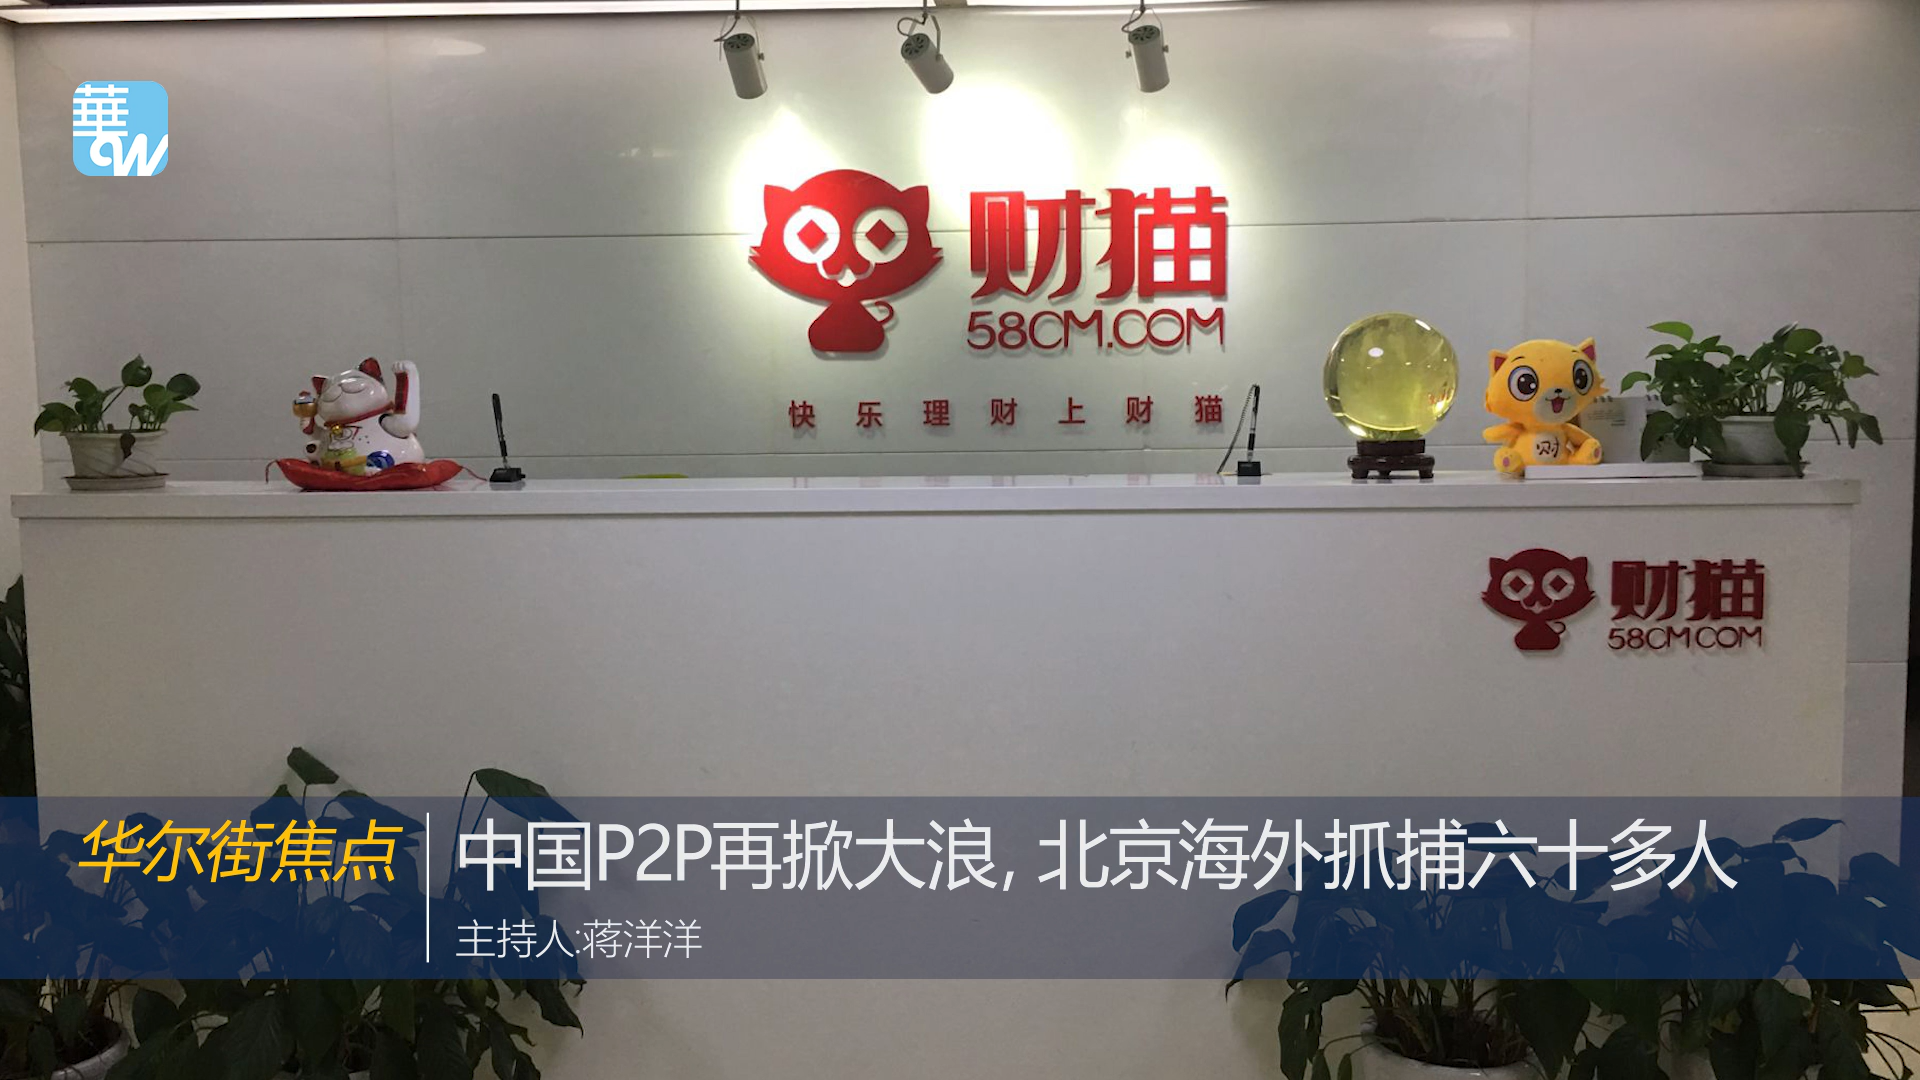 華
W
财猫
58CM.COM
快乐理财上财猫
财
财猫
58CM.COM
华尔街焦点
中国P2P再掀大浪, 北京海外抓捕六十多人
主持人:蒋洋洋